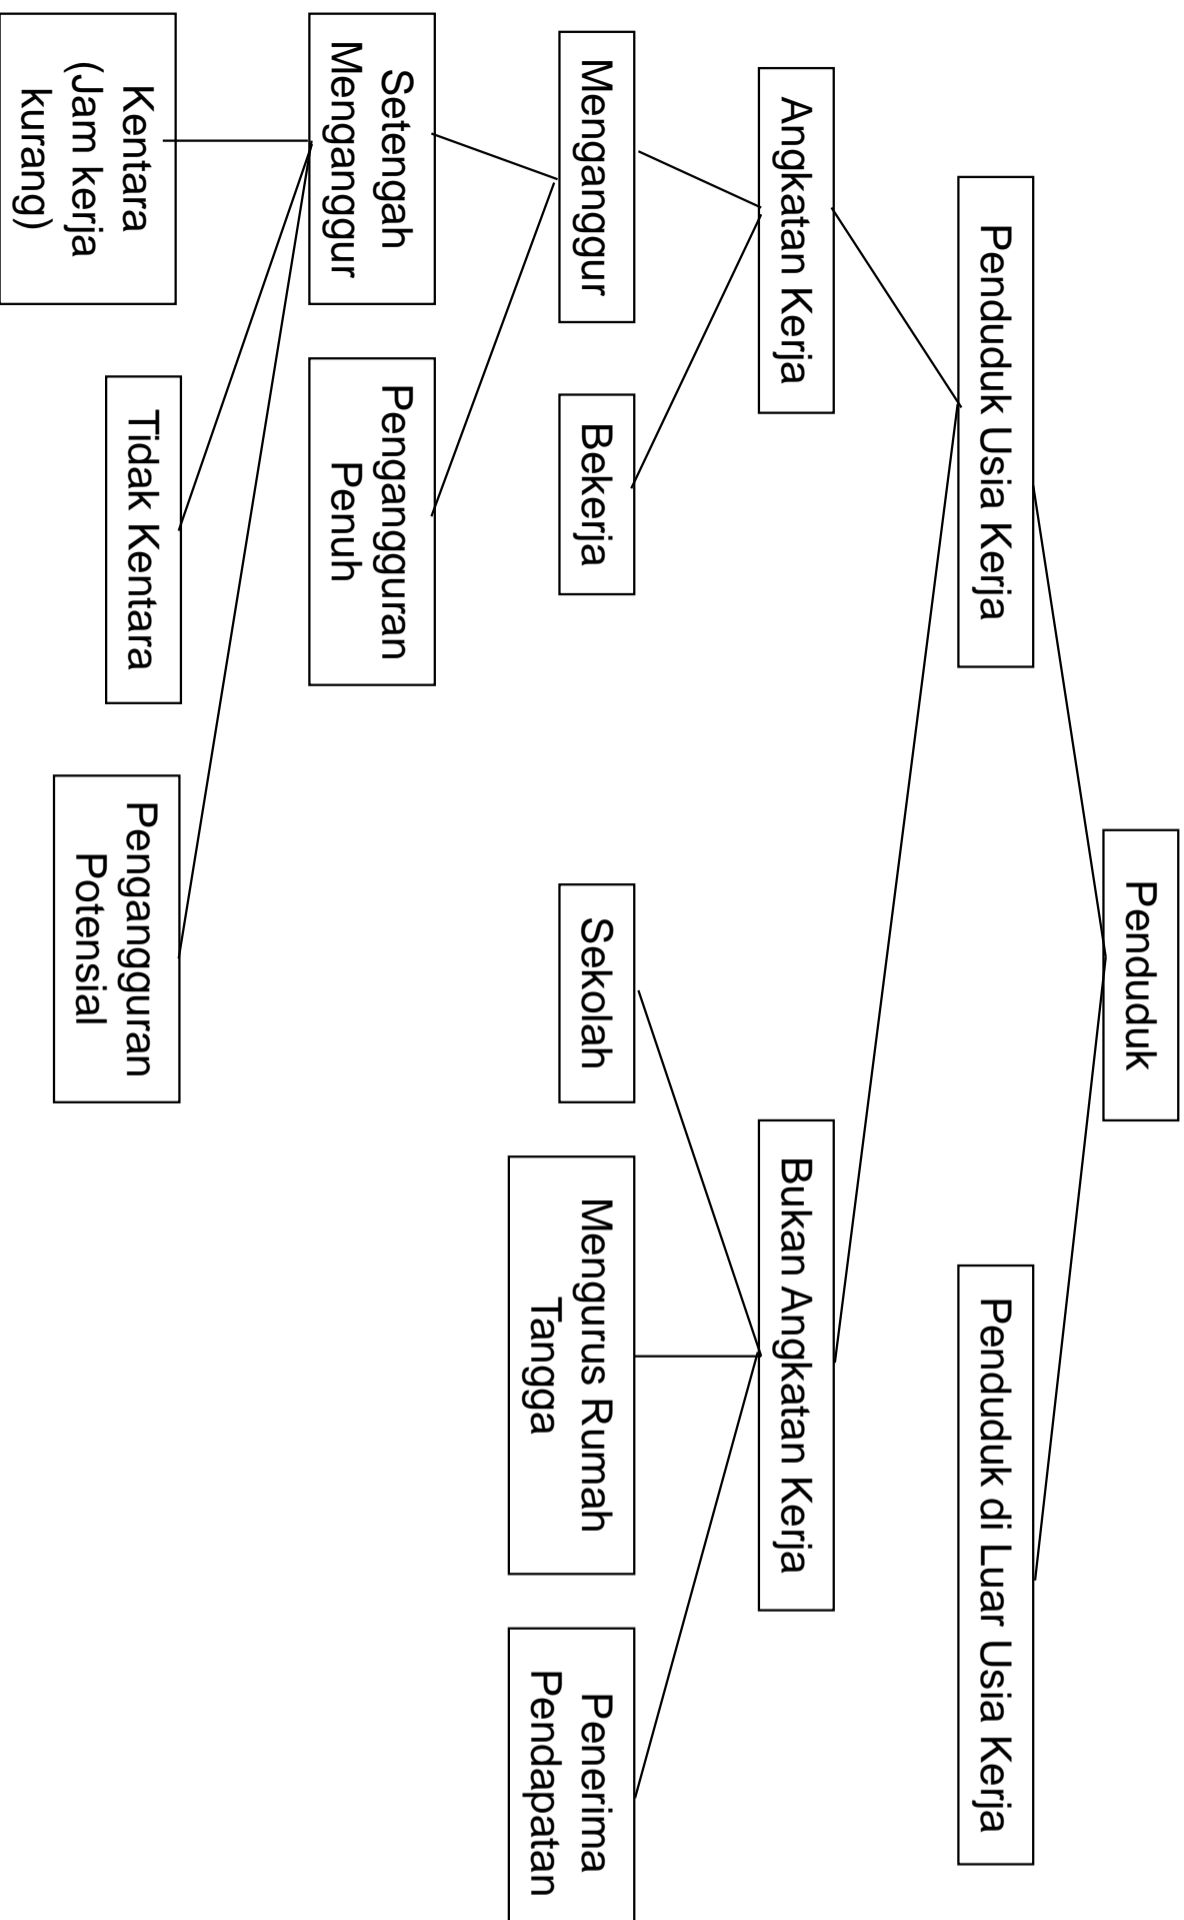 Penduduk
Penduduk Usia Kerja
Penduduk di Luar Usia Kerja
Angkatan Kerja
Bukan Angkatan Kerja
Menganggur
Bekerja
Sekolah
Mengurus Rumah
Tangga
Penerima
Pendapatan
Setengah
Menganggur
Pengangguran
Penuh
Kentara
(Jam kerja
kurang)
Tidak Kentara
Pengangguran
Potensial